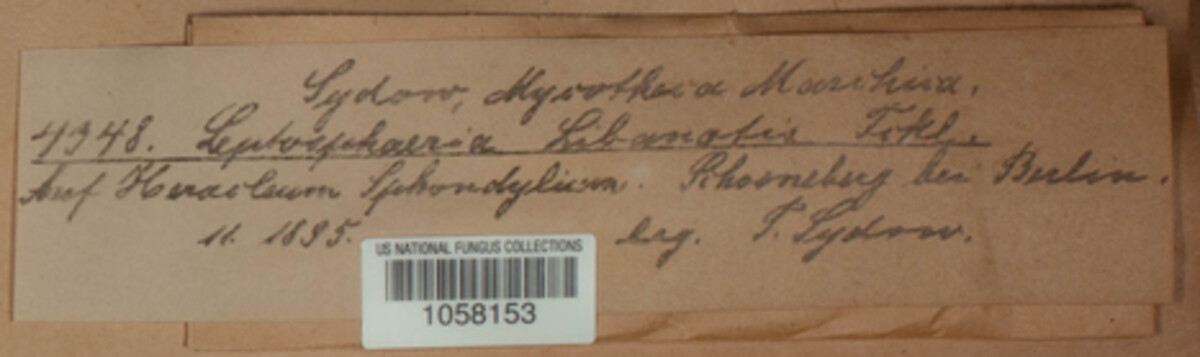 Sydow, Mycotheca Marchica.
4348. Leptosphaeria Libanotis Fckl.
Auf Heracleum Sphondylium. Schoeneberg bei Berlin.
11. 1895. leg. P. Sydow.
US NATIONAL FUNGUS COLLECTIONS
1058153